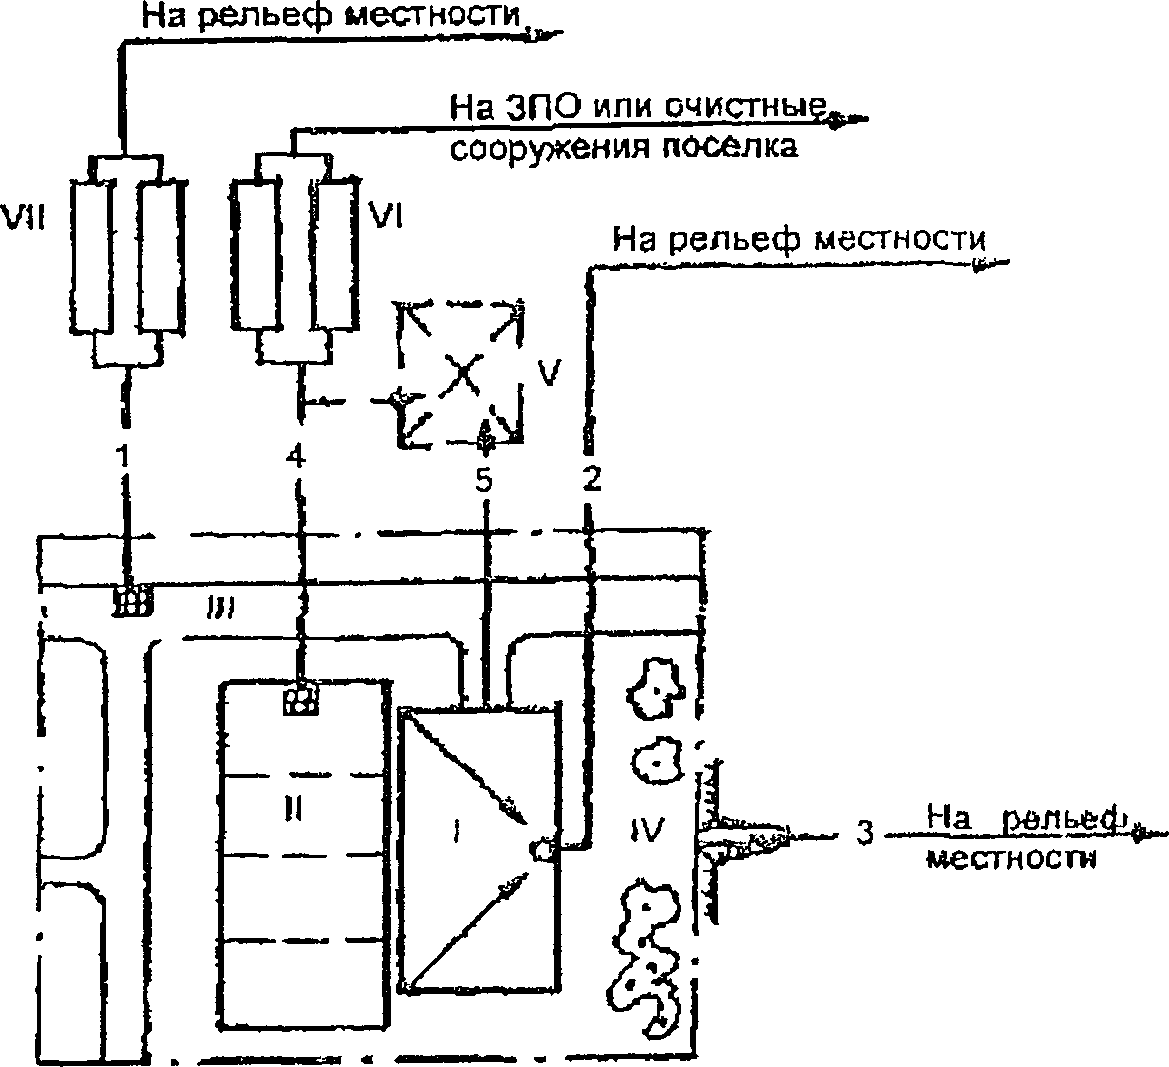 На рельеф местности
На ЗПО или очистные
сооружения поселка
VII
VI
На рельеф местности
V
1
4
5
2
III
II
I
IV
3
На рельеф
местности